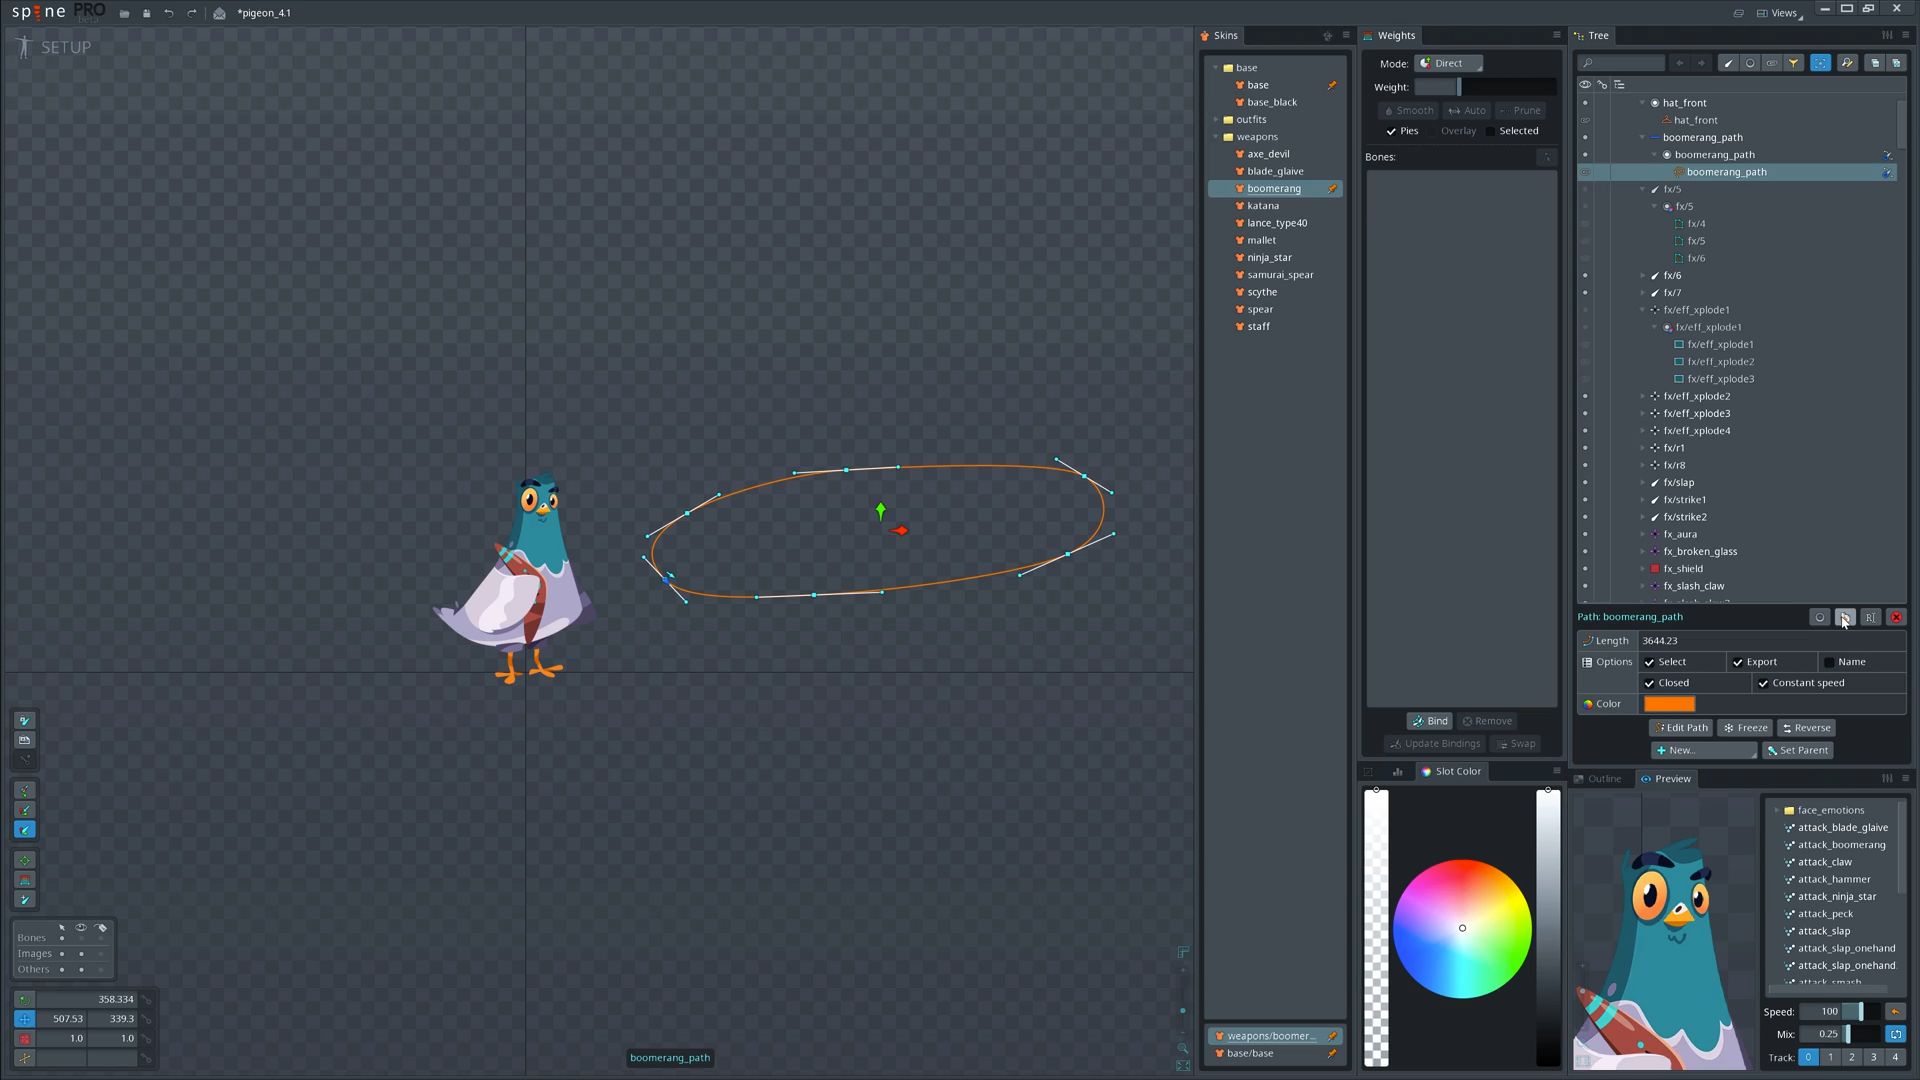 spine PRO
Beta
*pigeon_4.1
Views
SETUP
Skins
base
base
base_black
outfits
weapons
axe_devil
blade_glaive
boomerang
katana
lance_type40
mallet
ninja_star
samurai_spear
scythe
spear
staff
weapons/boomer...
base/base
Weights
Mode: Direct
Weight:
Smooth Auto Prune
Pies Overlay Selected
Bones:
Bind Remove
Update Bindings Swap
Slot Color
Tree
hat_front
hat_front
boomerang_path
boomerang_path
boomerang_path
fx/5
fx/5
fx/4
fx/5
fx/6
fx/6
fx/7
fx/eff_xplode1
fx/eff_xplode1
fx/eff_xplode1
fx/eff_xplode2
fx/eff_xplode3
fx/eff_xplode2
fx/eff_xplode3
fx/eff_xplode4
fx/r1
fx/r8
fx/slap
fx/strike1
fx/strike2
fx_aura
fx_broken_glass
fx_shield
fx_slash_claw
Path: boomerang_path
Length 3644.23
Options Select Export Name
Closed Constant speed
Color
Edit Path Freeze Reverse
New... Set Parent
Outline Preview
face_emotions
attack_blade_glaive
attack_boomerang
attack_claw
attack_hammer
attack_ninja_star
attack_peck
attack_slap
attack_slap_onehand
attack_slap_onehand
attack_smash
Speed: 100
Mix: 0.25
Track: 0 1 2 3 4
Bones
Images
Others
358.334
507.53 339.3
1.0 1.0
boomerang_path